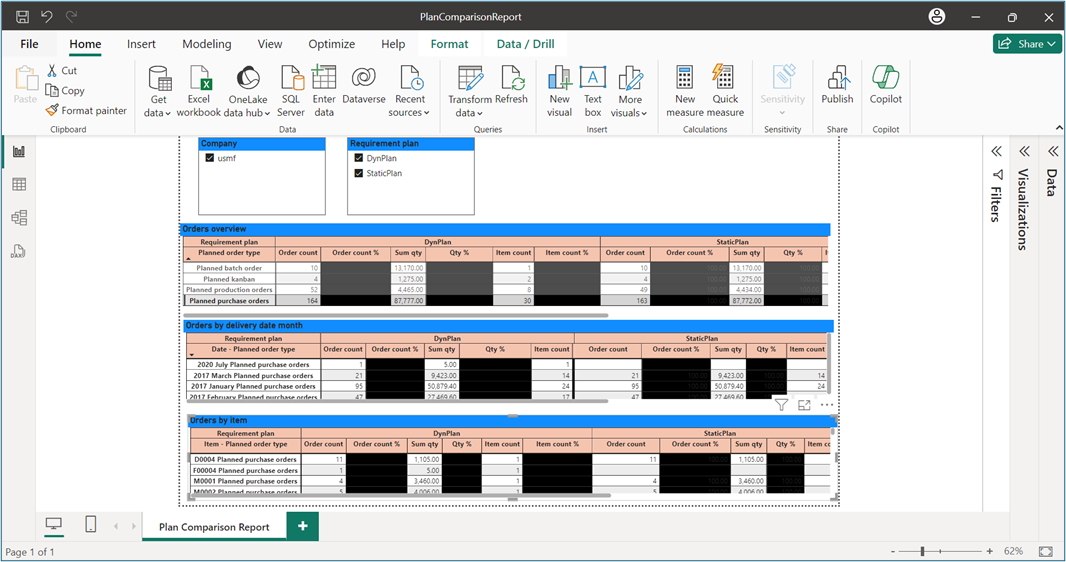 PlanComparisonReport
File Home Insert Modeling View Optimize Help Format Data / Drill Share
Paste Cut Copy Format painter
Get data Excel workbook OneLake data hub SQL Server Enter data Dataverse Recent sources
Transform data Refresh New visual Text box A More visuals New measure Quick measure Sensitivity Publish Copilot
Clipboard Data Queries Insert Calculations Sensitivity Share Copilot
Company Requirement plan
usmf DynPlan
StaticPlan
Filters Visualizations Data
DAX
Orders overview
Requirement plan DynPlan StaticPlan
Planned order type Order count Order count % Sum qty Qty % Item count Item count % Order count Order count % Sum qty Qty %
Planned batch order 10 13,170.00 1 10 13,170.00
Planned kanban 4 1,275.00 2 4 1,275.00
Planned production orders 52 4,465.00 8 49 4,434.00
Planned purchase orders 164 87,777.00 30 163 87,772.00
Orders by delivery date month
Requirement plan DynPlan StaticPlan
Date - Planned order type Order count Order count % Sum qty Qty % Item count Order count Order count % Sum qty Qty % Item count
2020 July Planned purchase orders 1 5.00 1
2017 March Planned purchase orders 21 9,423.00 14 21 9,423.00 14
2017 January Planned purchase orders 95 50,879.40 24 95 50,879.40 24
2017 February Planned purchase orders 47 27,469.60 17 47 27,469.60 17
Orders by item
Requirement plan DynPlan StaticPlan
Item - Planned order type Order count Order count % Sum qty Qty % Item count Item count % Order count Order count % Sum qty Qty % Item co
D0004 Planned purchase orders 11 1,105.00 1 11 1,105.00
F00004 Planned purchase orders 1 5.00 1
M0001 Planned purchase orders 4 3,460.00 1 4 3,460.00
M0002 Planned purchase orders 5 4,006.00 1 5 4,006.00
Plan Comparison Report +
Page 1 of 1 - + 62%